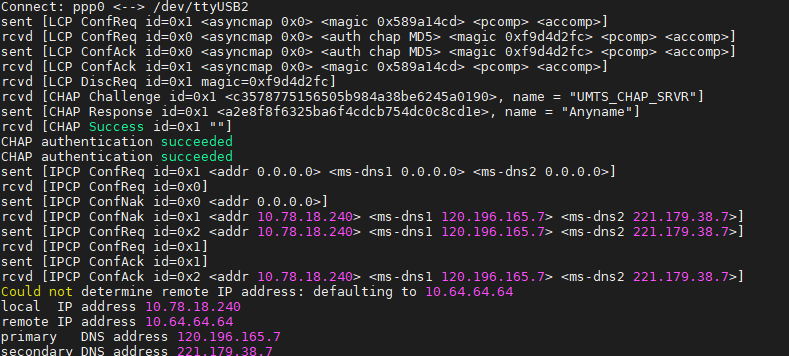 Connect: ppp0 <--> /dev/ttyUSB2
sent [LCP ConfReq id=0x1 <asyncmap 0x0> <magic 0x589a14cd> <pcomp> <accomp>]
rcvd [LCP ConfReq id=0x0 <asyncmap 0x0> <auth chap MD5> <magic 0xf9d4d2fc> <pcomp> <accomp>]
sent [LCP ConfAck id=0x0 <asyncmap 0x0> <auth chap MD5> <magic 0xf9d4d2fc> <pcomp> <accomp>]
rcvd [LCP ConfAck id=0x1 <asyncmap 0x0> <magic 0x589a14cd> <pcomp> <accomp>]
rcvd [LCP DiscReq id=0x1 magic=0xf9d4d2fc]
rcvd [CHAP Challenge id=0x1 <c3578775156505b984a38be6245a0190>, name = "UMTS_CHAP_SRVR"]
sent [CHAP Response id=0x1 <a2e8f8f6325ba6f4cdcb754dc0c8cd1e>, name = "Anyname"]
rcvd [CHAP Success id=0x1 ""]
CHAP authentication succeeded
CHAP authentication succeeded
sent [IPCP ConfReq id=0x1 <addr 0.0.0.0> <ms-dns1 0.0.0.0> <ms-dns2 0.0.0.0>]
rcvd [IPCP ConfReq id=0x0]
sent [IPCP ConfNak id=0x0 <addr 0.0.0.0>]
rcvd [IPCP ConfNak id=0x1 <addr 10.78.18.240> <ms-dns1 120.196.165.7> <ms-dns2 221.179.38.7>]
sent [IPCP ConfReq id=0x2 <addr 10.78.18.240> <ms-dns1 120.196.165.7> <ms-dns2 221.179.38.7>]
rcvd [IPCP ConfReq id=0x1]
sent [IPCP ConfAck id=0x1]
rcvd [IPCP ConfAck id=0x2 <addr 10.78.18.240> <ms-dns1 120.196.165.7> <ms-dns2 221.179.38.7>]
Could not determine remote IP address: defaulting to 10.64.64.64
local  IP address 10.78.18.240
remote IP address 10.64.64.64
primary   DNS address 120.196.165.7
secondary DNS address 221.179.38.7